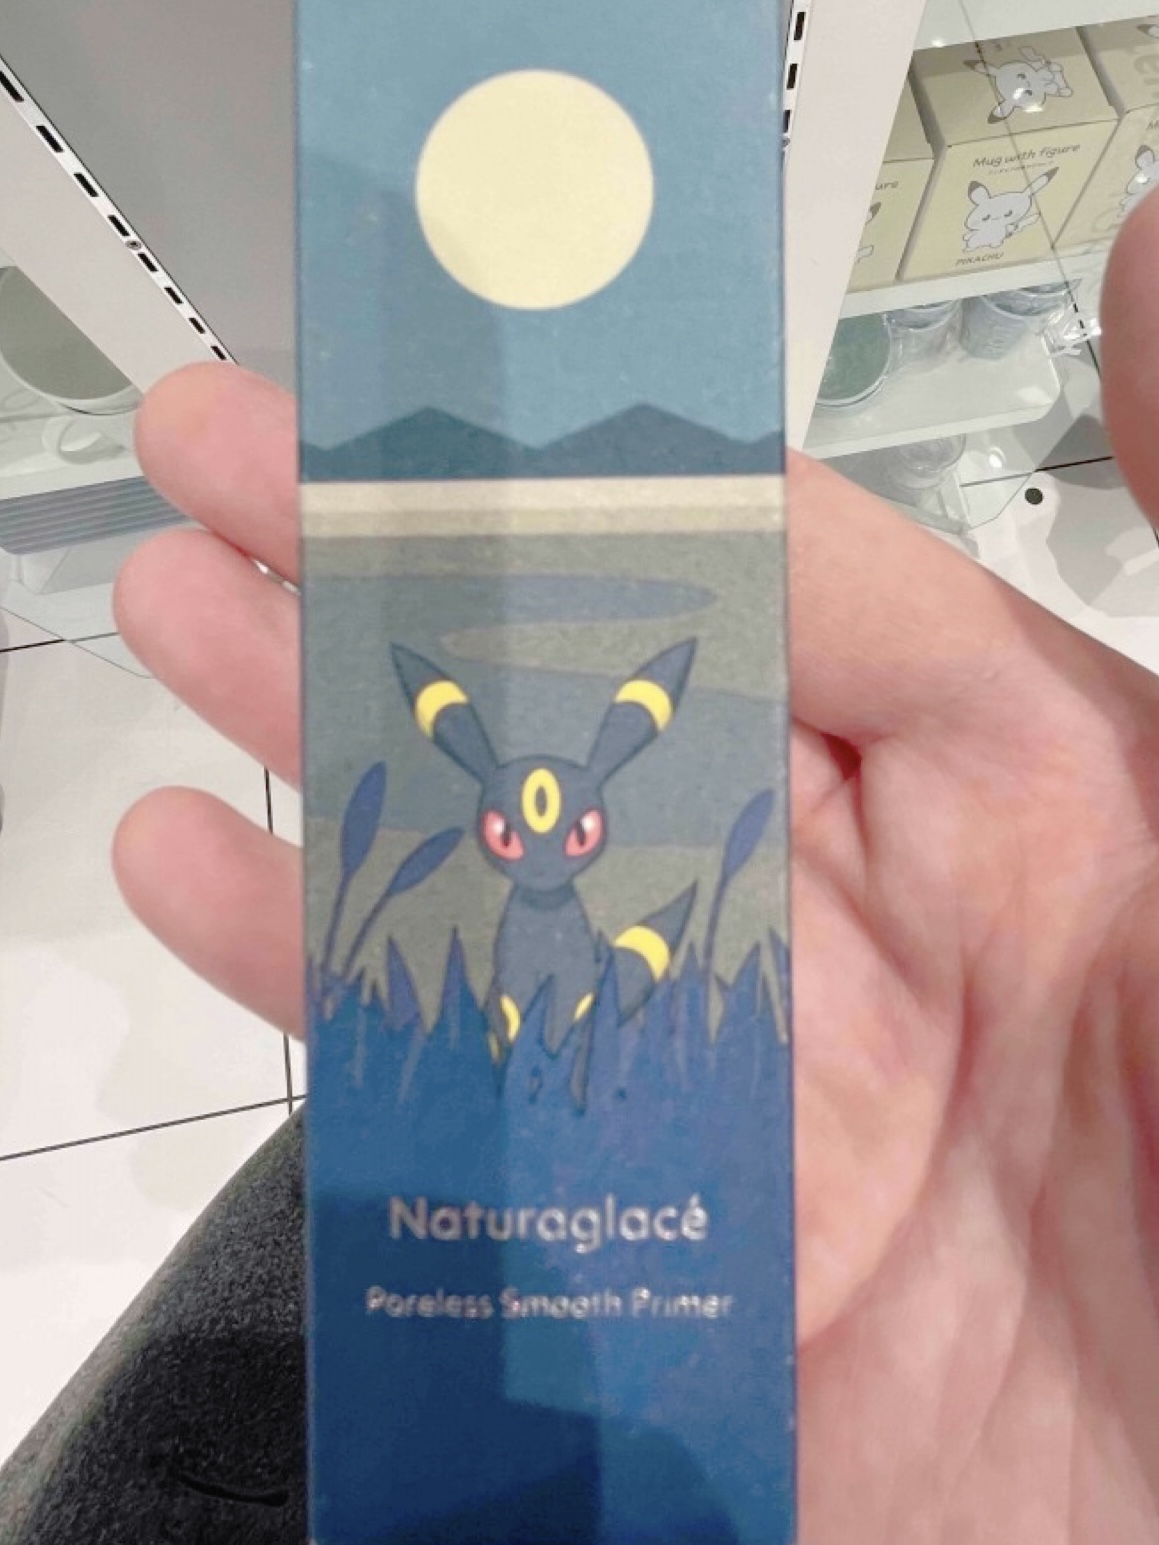 Mug with figure
PIKACHU
Naturaglacé
Poreless Smooth Primer